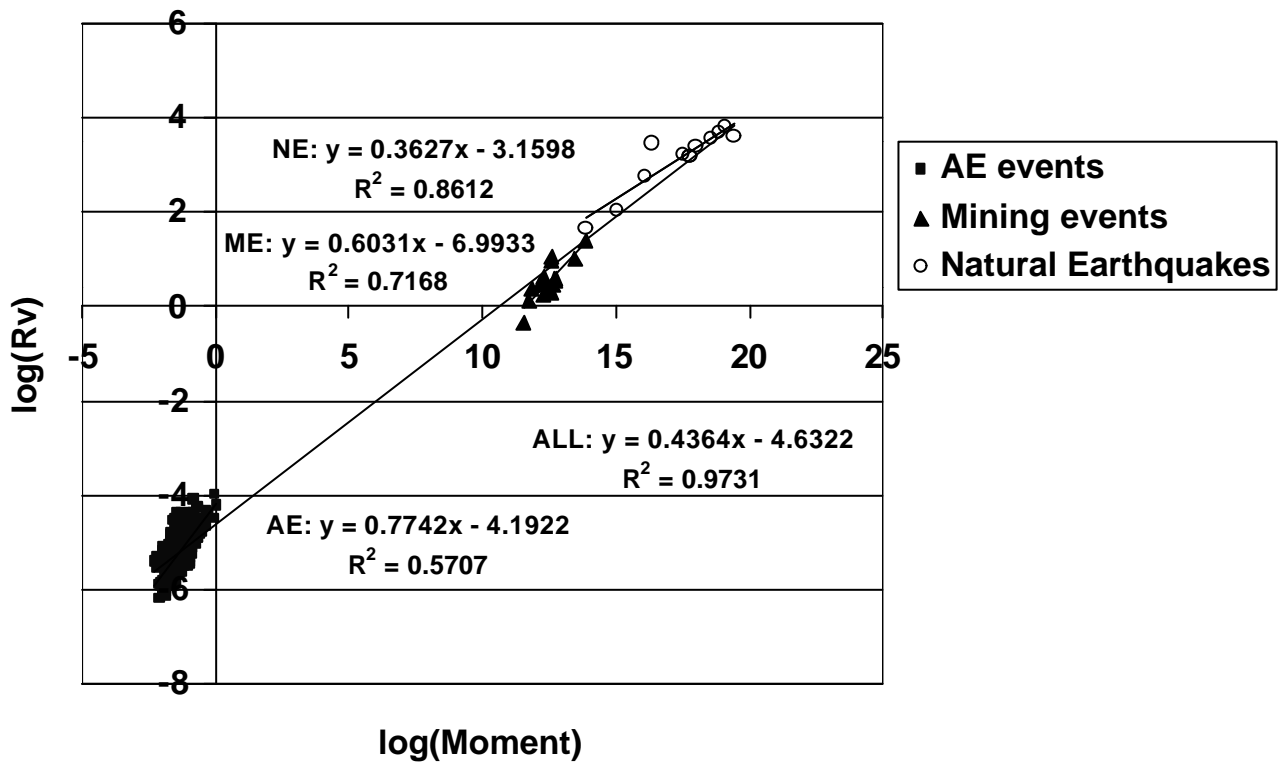 6
4
NE: y = 0.3627x - 3.1598
R² = 0.8612
AE events
Mining events
Natural Earthquakes
2
ME: y = 0.6031x - 6.9933
R² = 0.7168
0
-5 0 5 10 15 20 25
log(Rv)
-2
ALL: y = 0.4364x - 4.6322
R² = 0.9731
-4
AE: y = 0.7742x - 4.1922
R² = 0.5707
-6
-8
log(Moment)